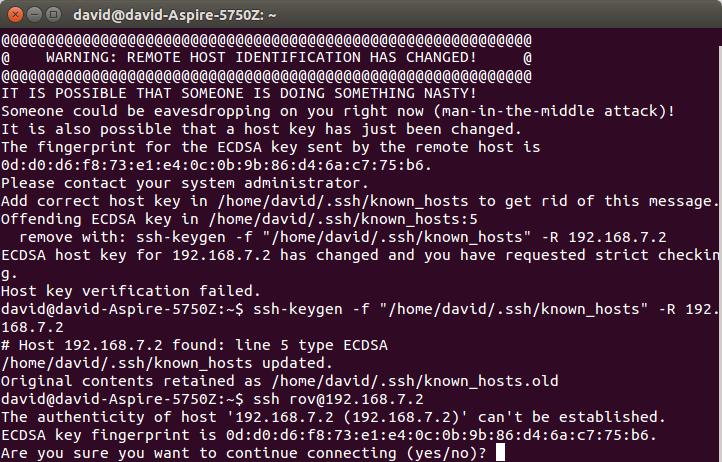 david@david-Aspire-5750Z: ~
@@@@@@@@@@@@@@@@@@@@@@@@@@@@@@@@@@@@@@@@@@@@@@@@@@@@@@@@@@@
@    WARNING: REMOTE HOST IDENTIFICATION HAS CHANGED!     @
@@@@@@@@@@@@@@@@@@@@@@@@@@@@@@@@@@@@@@@@@@@@@@@@@@@@@@@@@@@
IT IS POSSIBLE THAT SOMEONE IS DOING SOMETHING NASTY!
Someone could be eavesdropping on you right now (man-in-the-middle attack)!
It is also possible that a host key has just been changed.
The fingerprint for the ECDSA key sent by the remote host is
0d:d0:d6:f8:73:e1:e4:0c:0b:9b:86:d4:6a:c7:75:b6.
Please contact your system administrator.
Add correct host key in /home/david/.ssh/known_hosts to get rid of this message.
Offending ECDSA key in /home/david/.ssh/known_hosts:5
  remove with: ssh-keygen -f "/home/david/.ssh/known_hosts" -R 192.168.7.2
ECDSA host key for 192.168.7.2 has changed and you have requested strict checkin
g.
Host key verification failed.
david@david-Aspire-5750Z:~$ ssh-keygen -f "/home/david/.ssh/known_hosts" -R 192.
168.7.2
# Host 192.168.7.2 found: line 5 type ECDSA
/home/david/.ssh/known_hosts updated.
Original contents retained as /home/david/.ssh/known_hosts.old
david@david-Aspire-5750Z:~$ ssh rov@192.168.7.2
The authenticity of host '192.168.7.2 (192.168.7.2)' can't be established.
ECDSA key fingerprint is 0d:d0:d6:f8:73:e1:e4:0c:0b:9b:86:d4:6a:c7:75:b6.
Are you sure you want to continue connecting (yes/no)?